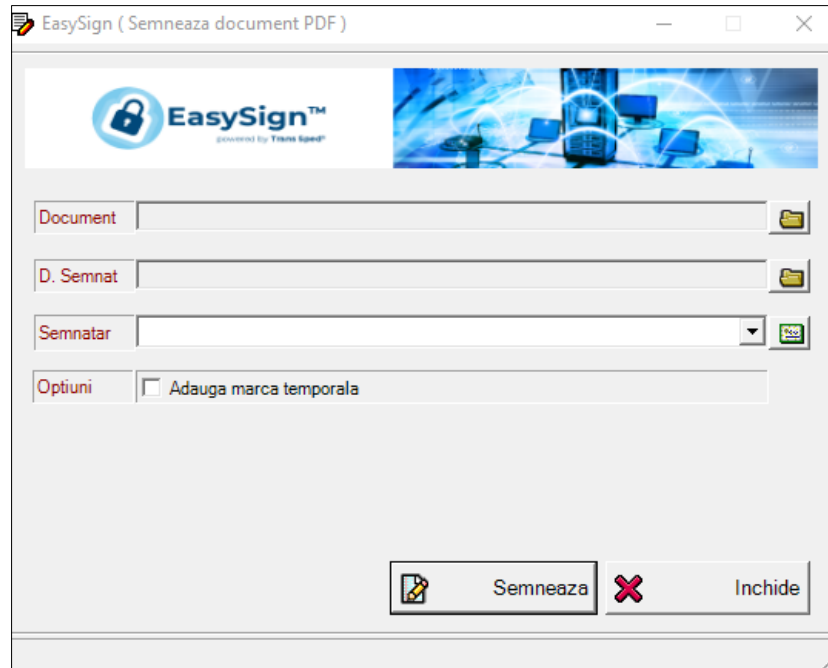 EasySign ( Semneaza document PDF )
EasySign™
powered by Trans Sped®
Document
D. Semnat
Semnatar
Optiuni
Adauga marca temporala
Semneaza
Inchide